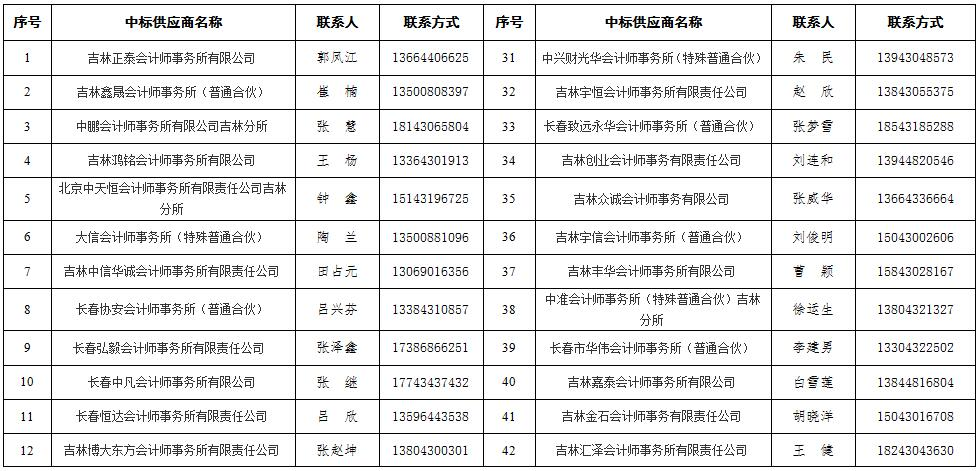 序号 中标供应商名称 联系人 联系方式 序号 中标供应商名称 联系人 联系方式
1 吉林正泰会计师事务所有限公司 郭凤江 13664406625 31 中兴财光华会计师事务所（特殊普通合伙） 朱 民 13943048573
2 吉林鑫晟会计师事务所（普通合伙） 崔 楠 13500808397 32 吉林宇恒会计师事务所有限责任公司 赵 欣 13843055375
3 中鹏会计师事务所有限公司吉林分所 张 慧 18143065804 33 长春致远永华会计师事务所（普通合伙） 张梦雪 18543185288
4 吉林鸿铭会计师事务所有限公司 王 杨 13364301913 34 吉林创业会计师事务所有限责任公司 刘连和 13944820546
北京中天恒会计师事务所有限责任公司吉林
5 分所 钟 鑫 15143196725 35 吉林众诚会计师事务有限公司 张威华 13664336664
6 大信会计师事务所（特殊普通合伙） 陶 兰 13500881096 36 吉林宇信会计师事务所（普通合伙） 刘俊明 15043002606
7 吉林中信华诚会计师事务所有限责任公司 田占元 13069016356 37 吉林丰华会计师事务所有限公司 曹 颖 15843028167
8 长春协安会计师事务所（普通合伙） 吕兴芬 13384310857 38 中准会计师事务所（特殊普通合伙）吉林
分所 徐运生 13804321327
9 长春弘毅会计师事务所有限责任公司 张泽鑫 17386866251 39 长春市华伟会计师事务所（普通合伙） 李建男 13304322502
10 长春中凡会计师事务所有限公司 张 继 17743437432 40 吉林嘉泰会计师事务所有限公司 白雪莲 13844816804
11 长春恒达会计师事务所有限责任公司 吕 欣 13596443538 41 吉林金石会计师事务所有限责任公司 胡晓洋 15043016708
12 吉林博大东方会计师事务所有限责任公司 张赵坤 13804300301 42 吉林汇泽会计师事务所有限责任公司 王 健 18243043630